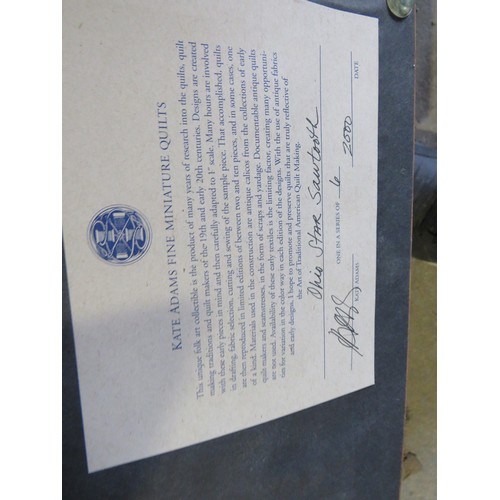 KATE ADAMS FINE MINIATURE QUILTS
This unique folk art collectible is the product of many years of research into the quilts, quilt
making traditions and quilt makers of the 19th and early 20th centuries. Designs are created
with these early pieces in mind and then carefully adapted to 1" scale. Many hours are involved
in drafting, fabric selection, cutting and sewing of the sample piece. That accomplished, quilts
are then reproduced in limited editions of between two and ten pieces, and in some cases, one
of a kind. Materials used in the construction are antique calicos from the collections of early
quilt makers and seamstresses, in the form of scraps and yardage. Documentable antique quilts
are not used. Availability of these early textiles is the limiting factor, creating many opportuni-
ties for variation in the color way in each edition of the designs. With the use of antique fabrics
and early designs, I hope to promote and preserve quilts that are truly reflective of
the Art of Traditional American Quilt Making.
Ohio Star Sawtooth
ONE IN A SERIES OF 6
2000
KATE ADAMS DATE